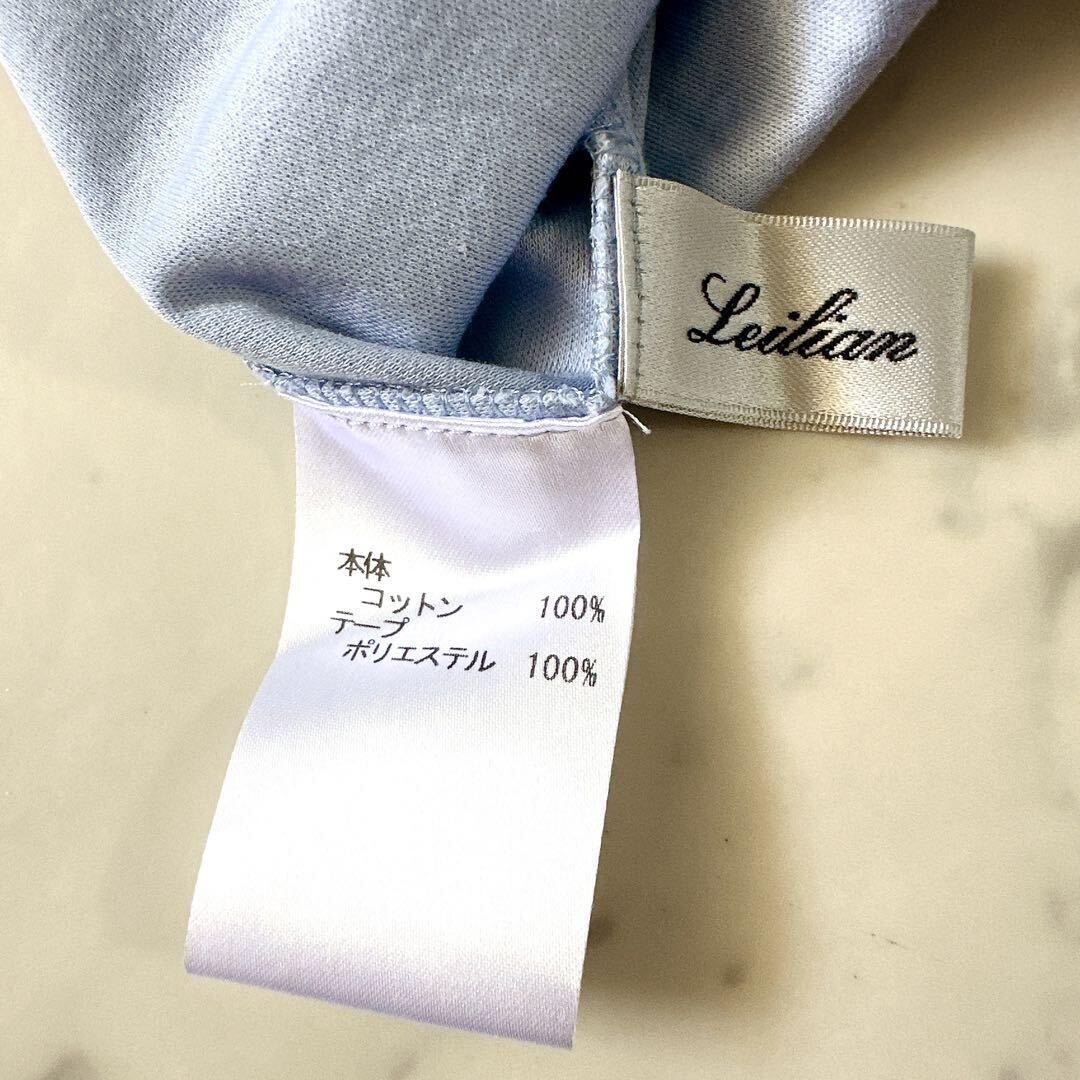 Leilian
本体
コットン 100%
テープ
ポリエステル 100%